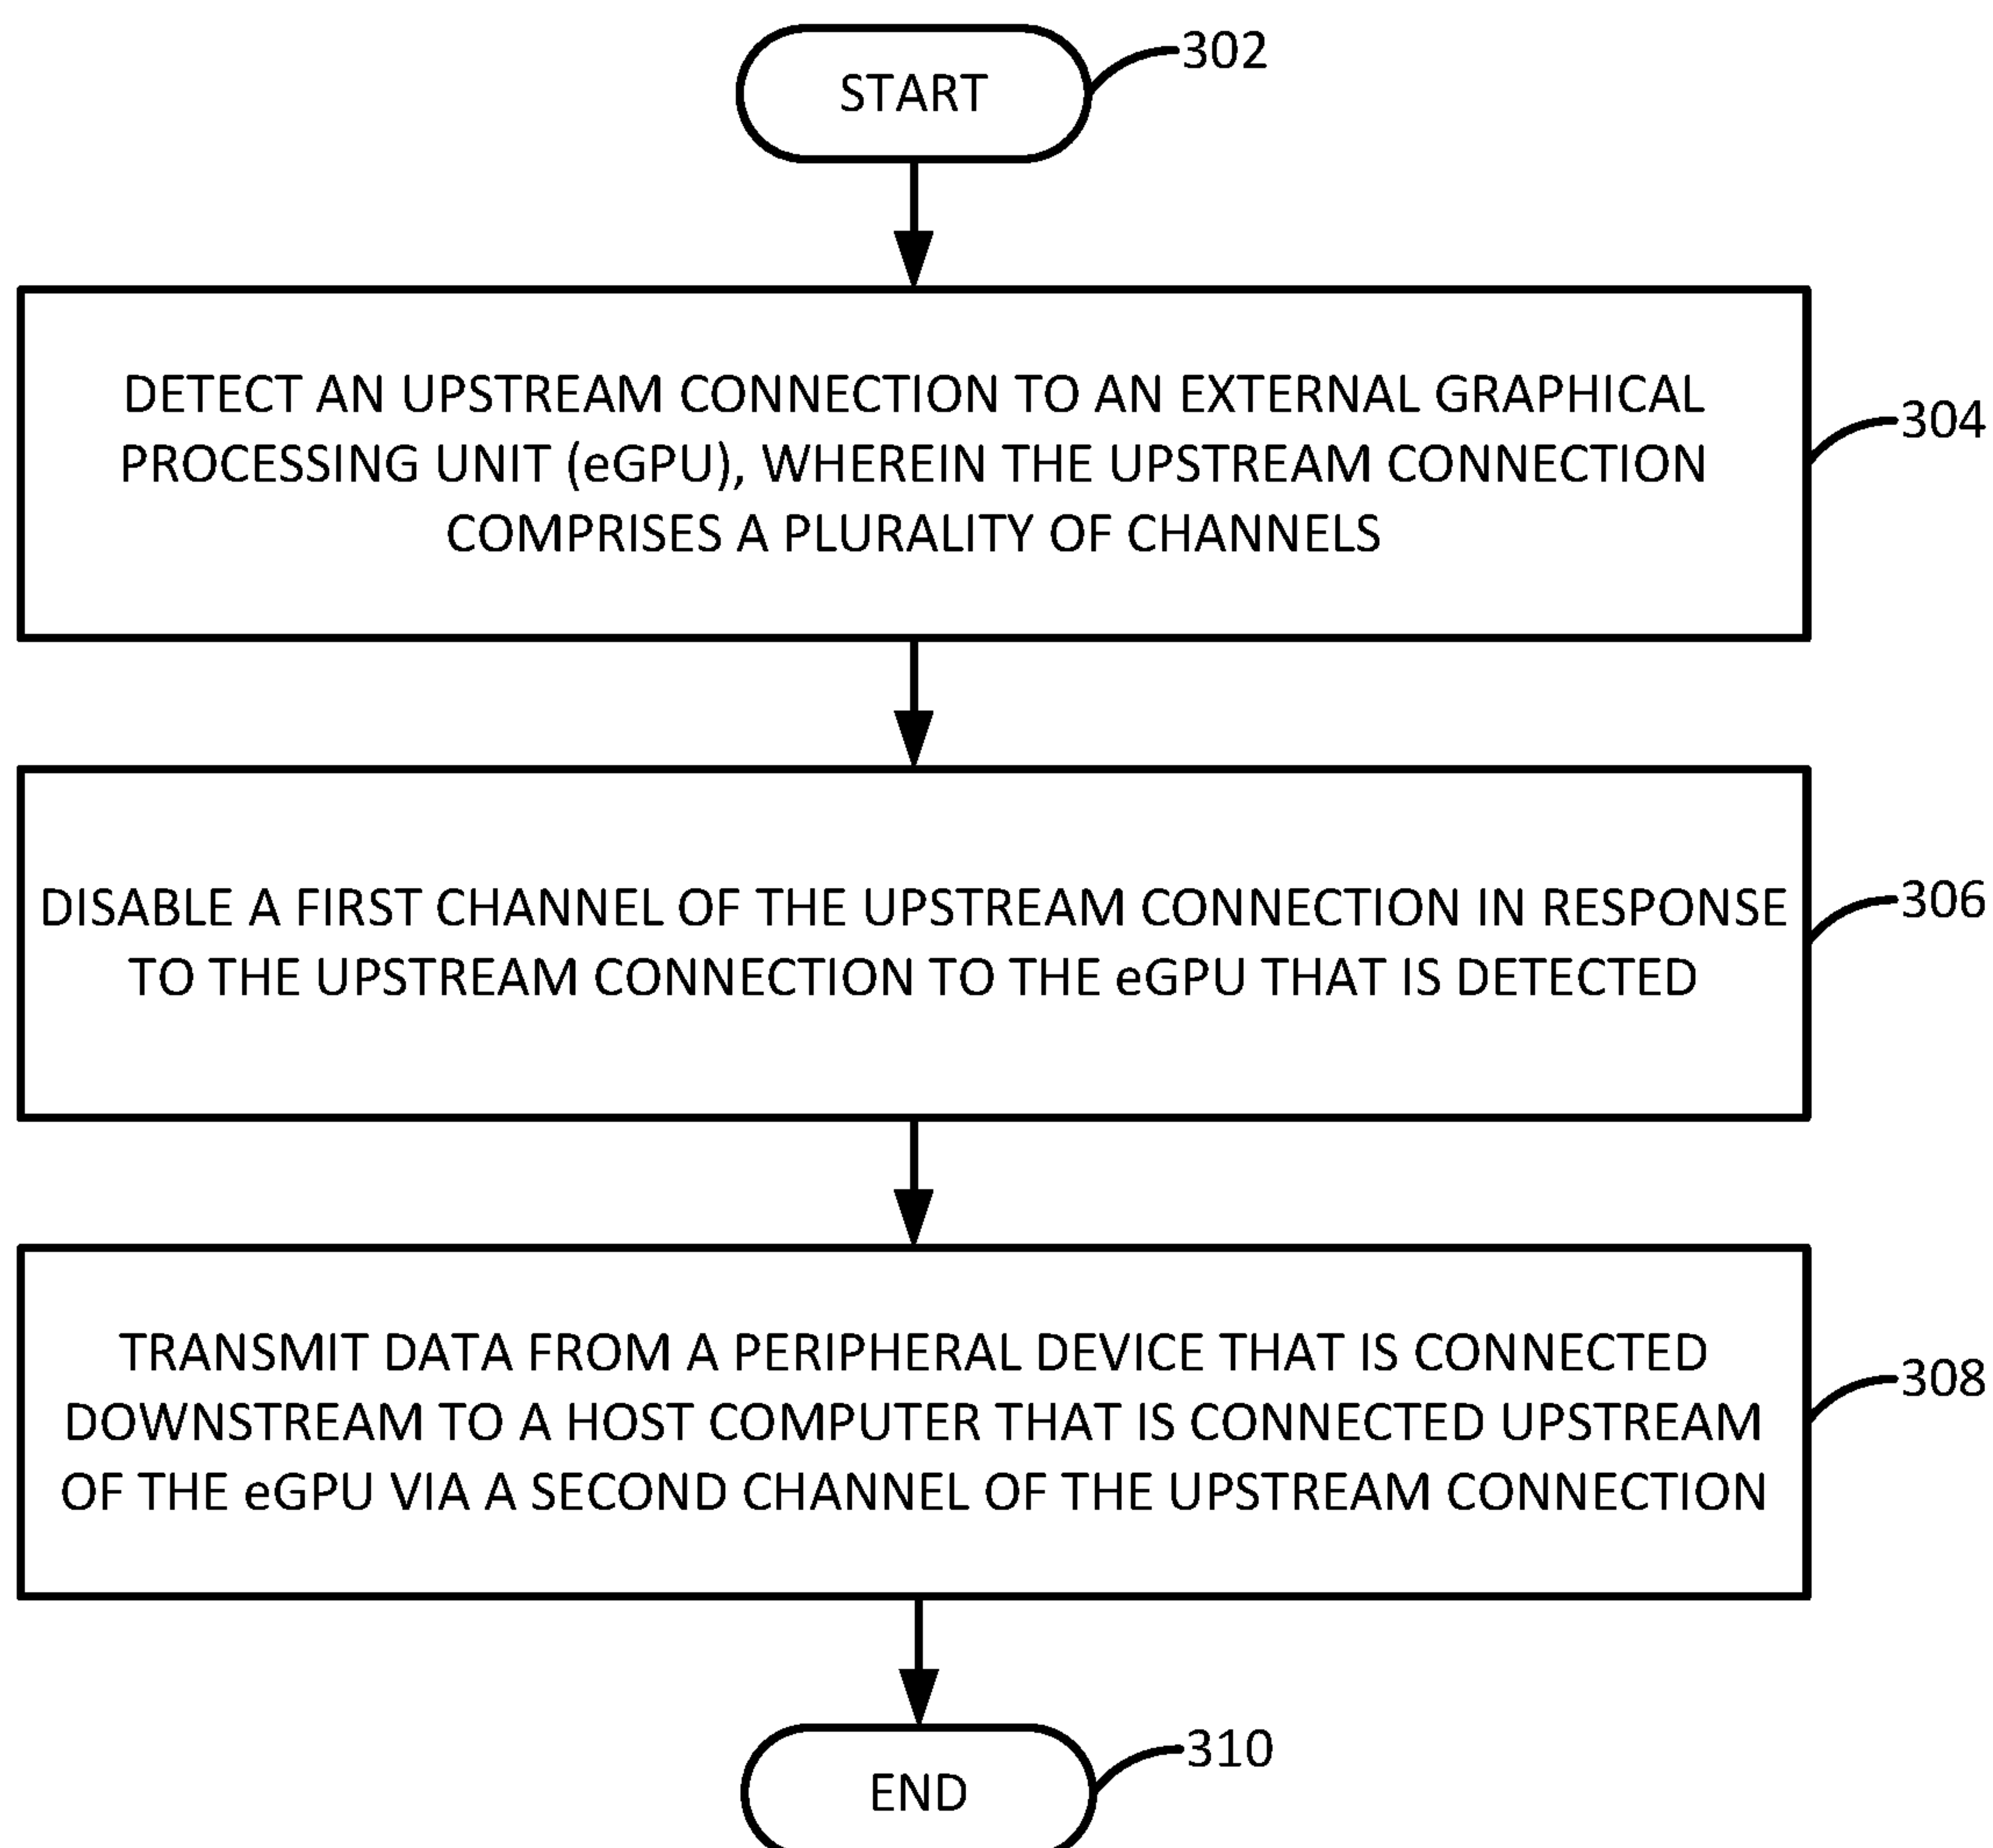 START
302
DETECT AN UPSTREAM CONNECTION TO AN EXTERNAL GRAPHICAL
PROCESSING UNIT (eGPU), WHEREIN THE UPSTREAM CONNECTION
COMPRISES A PLURALITY OF CHANNELS
304
DISABLE A FIRST CHANNEL OF THE UPSTREAM CONNECTION IN RESPONSE
TO THE UPSTREAM CONNECTION TO THE eGPU THAT IS DETECTED
306
TRANSMIT DATA FROM A PERIPHERAL DEVICE THAT IS CONNECTED
DOWNSTREAM TO A HOST COMPUTER THAT IS CONNECTED UPSTREAM
OF THE eGPU VIA A SECOND CHANNEL OF THE UPSTREAM CONNECTION
308
END
310